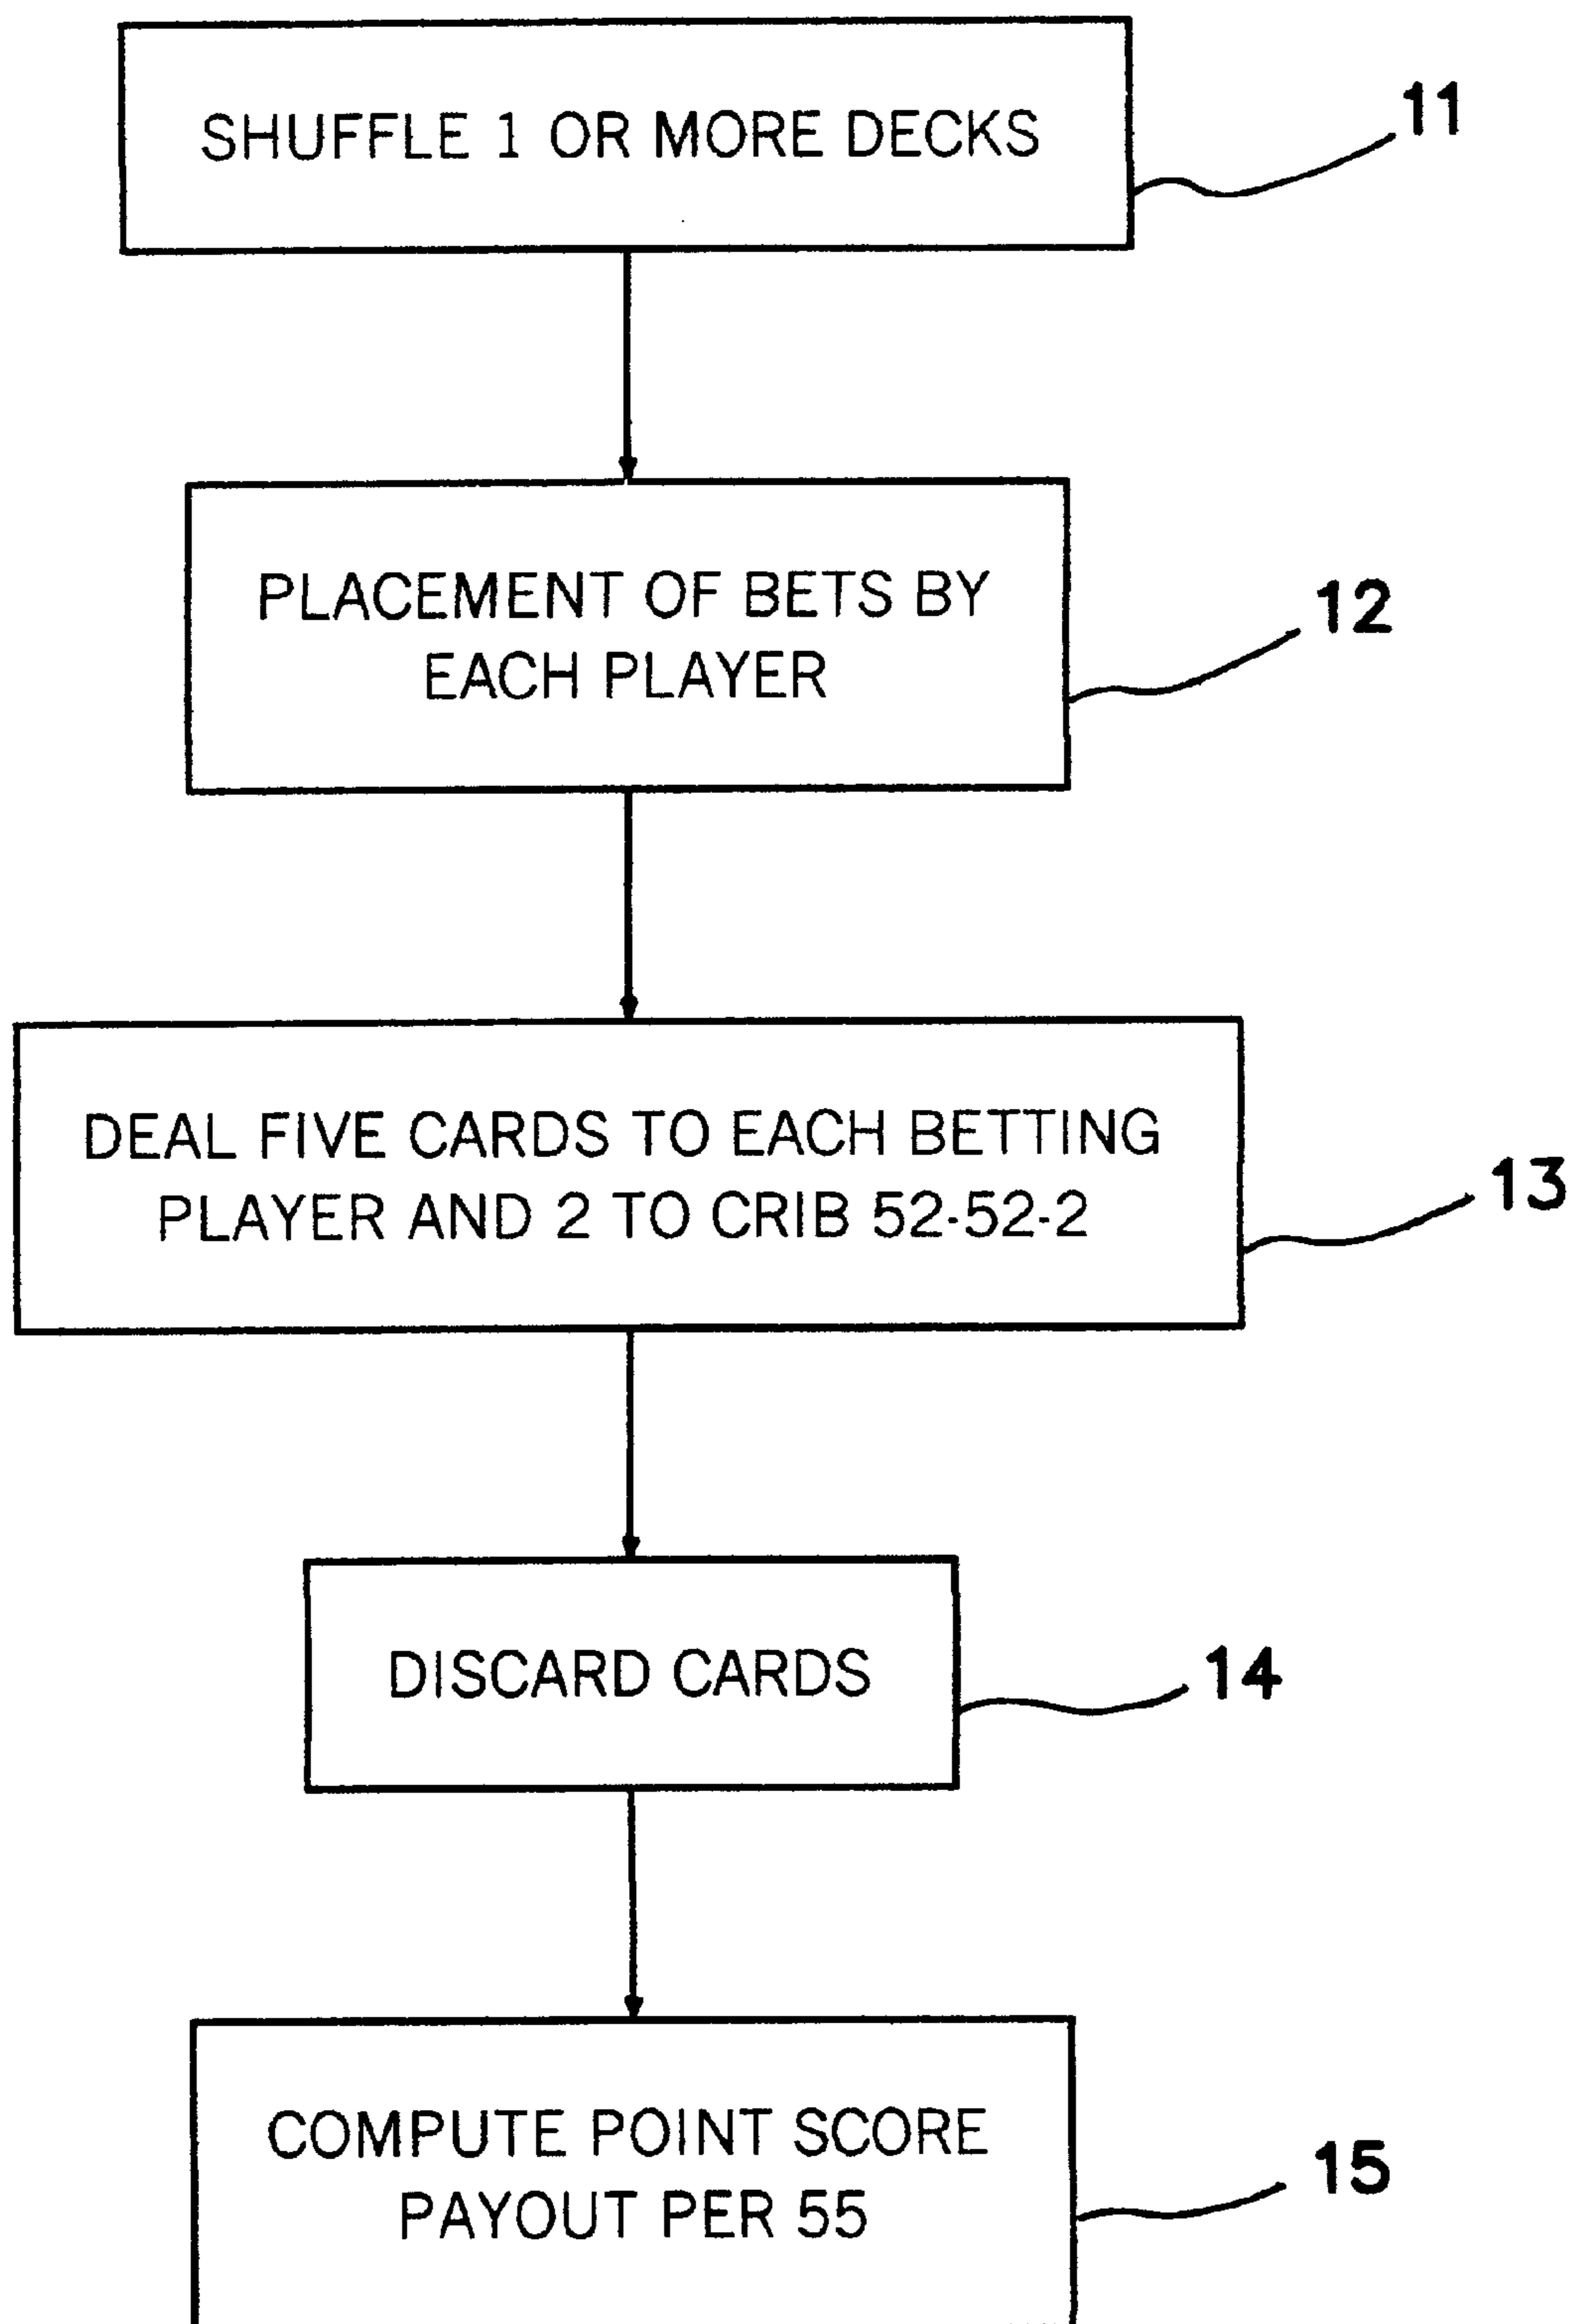 SHUFFLE 1 OR MORE DECKS
11
PLACEMENT OF BETS BY
EACH PLAYER
12
DEAL FIVE CARDS TO EACH BETTING
PLAYER AND 2 TO CRIB 52-52-2
13
DISCARD CARDS
14
COMPUTE POINT SCORE
PAYOUT PER 55
15